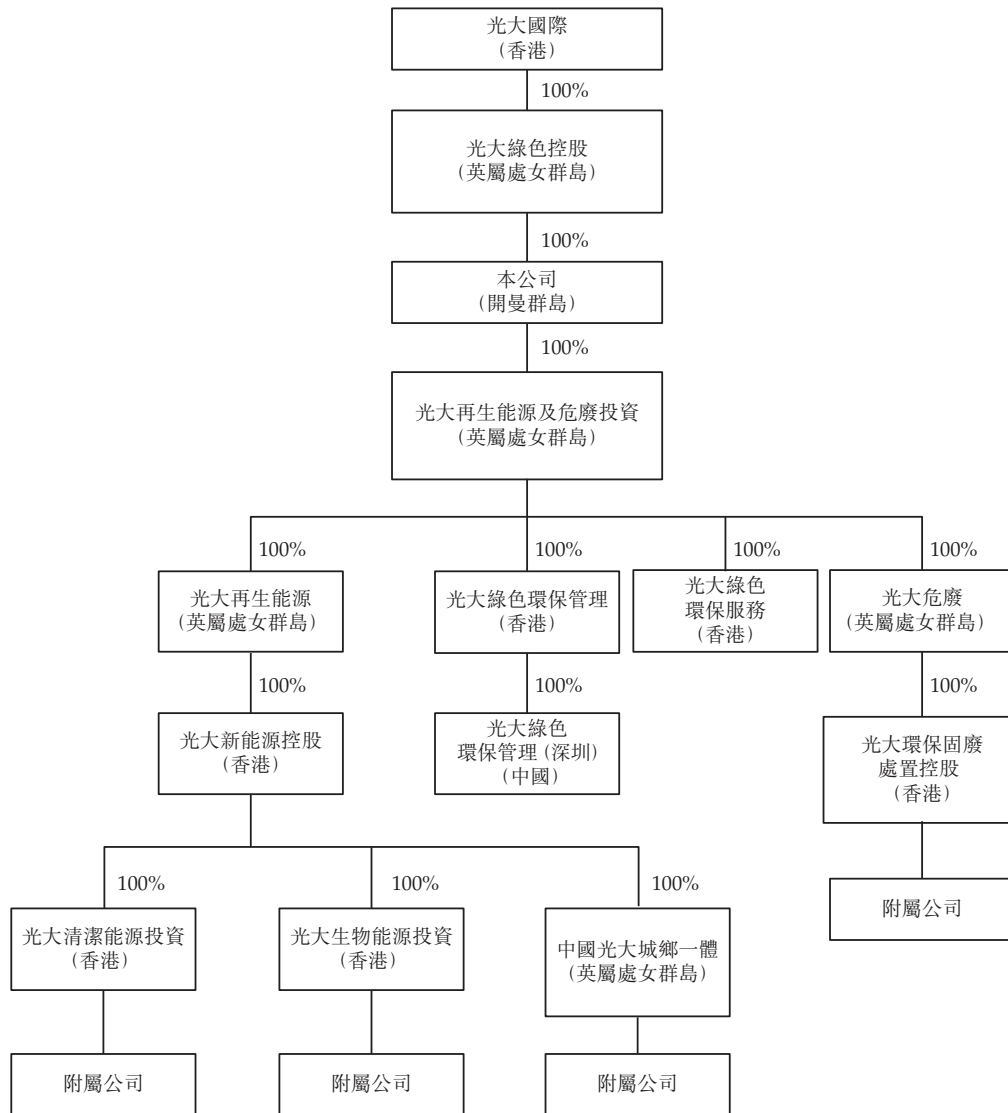 光大國際
(香港)
100%
光大綠色控股
(英屬處女群島)
100%
本公司
(開曼群島)
100%
光大再生能源及危廢投資
(英屬處女群島)
100%
100%
100%
100%
光大再生能源
(英屬處女群島)
光大綠色環保管理
(香港)
光大綠色
環保服務
(香港)
光大危廢
(英屬處女群島)
100%
100%
100%
光大新能源控股
(香港)
光大綠色
環保管理(深圳)
(中國)
光大環保固廢
處置控股
(香港)
100%
100%
100%
光大清潔能源投資
(香港)
光大生物能源投資
(香港)
中國光大城鄉一體
(英屬處女群島)
附屬公司
附屬公司
附屬公司
附屬公司